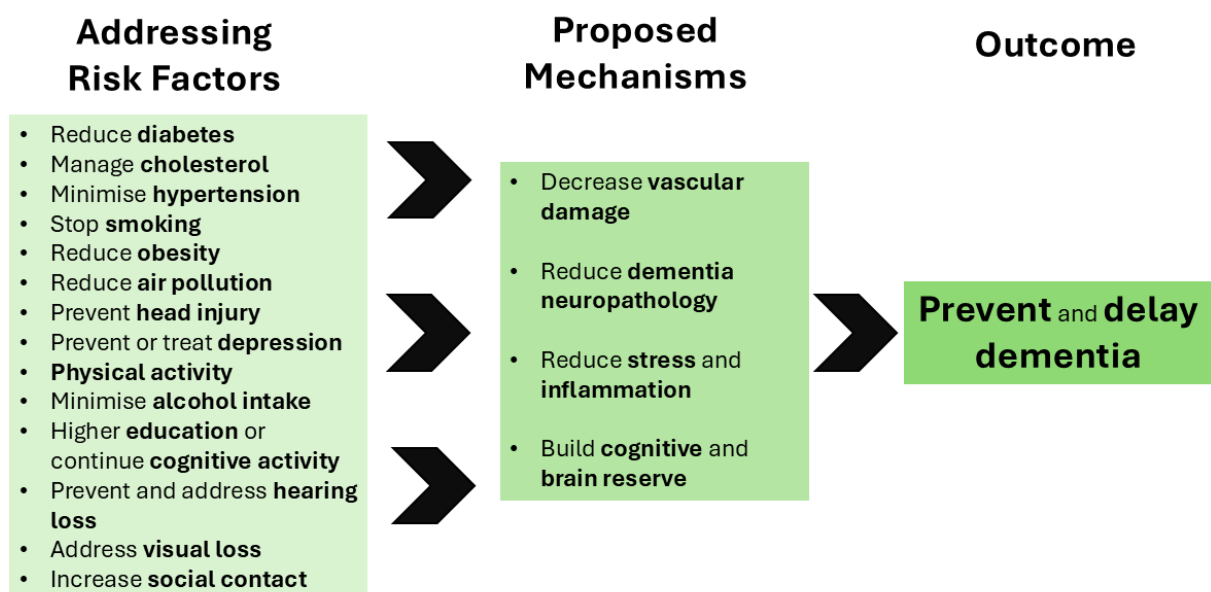 Addressing
Risk Factors
• Reduce diabetes
• Manage cholesterol
• Minimise hypertension
• Stop smoking
• Reduce obesity
• Reduce air pollution
• Prevent head injury
• Prevent or treat depression
• Physical activity
• Minimise alcohol intake
• Higher education or
continue cognitive activity
• Prevent and address hearing
loss
• Address visual loss
• Increase social contact
Proposed
Mechanisms
• Decrease vascular
damage
• Reduce dementia
neuropathology
• Reduce stress and
inflammation
• Build cognitive and
brain reserve
Outcome
Prevent and delay
dementia